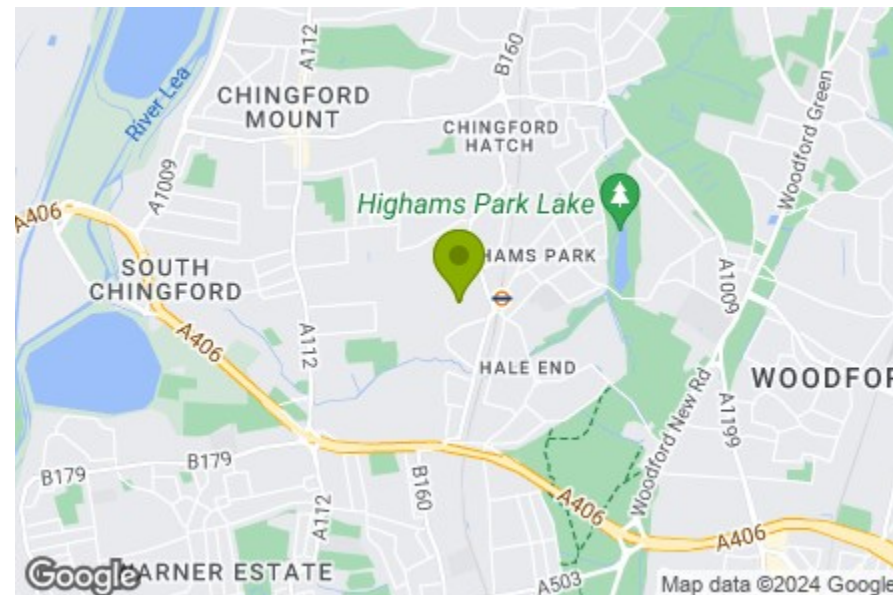 A112
B160
River Lea
CHINGFORD
MOUNT
CHINGFORD
HATCH
Woodford Green
A1009
Highams Park Lake
A406
HAMS PARK
SOUTH
CHINGFORD
A1009
A406
A112
HALE END
WOODFOR
Woodford New Rd
A1199
B179
B179
B160
A112
A406
A406
Google
ARNER ESTATE
A503
Map data ©2024 Google